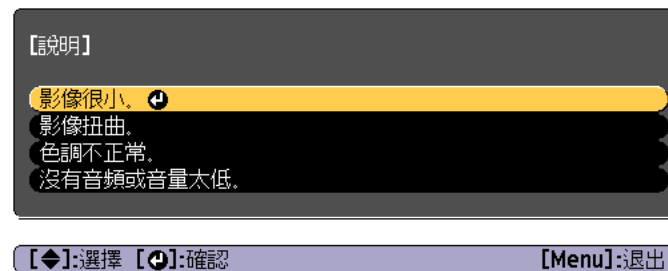 【說明】
影像很小。
影像扭曲。
色調不正常。
沒有音頻或音量太低。
【◆】:選擇 【↵】:確認 【Menu】:退出